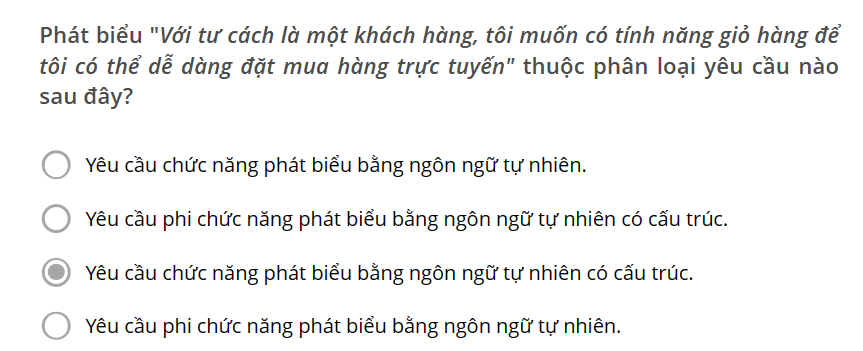 Phát biểu "Với tư cách là một khách hàng, tôi muốn có tính năng giỏ hàng để
tôi có thể dễ dàng đặt mua hàng trực tuyến" thuộc phân loại yêu cầu nào
sau đây?
Yêu cầu chức năng phát biểu bằng ngôn ngữ tự nhiên.
Yêu cầu phi chức năng phát biểu bằng ngôn ngữ tự nhiên có cấu trúc.
Yêu cầu chức năng phát biểu bằng ngôn ngữ tự nhiên có cấu trúc.
Yêu cầu phi chức năng phát biểu bằng ngôn ngữ tự nhiên.